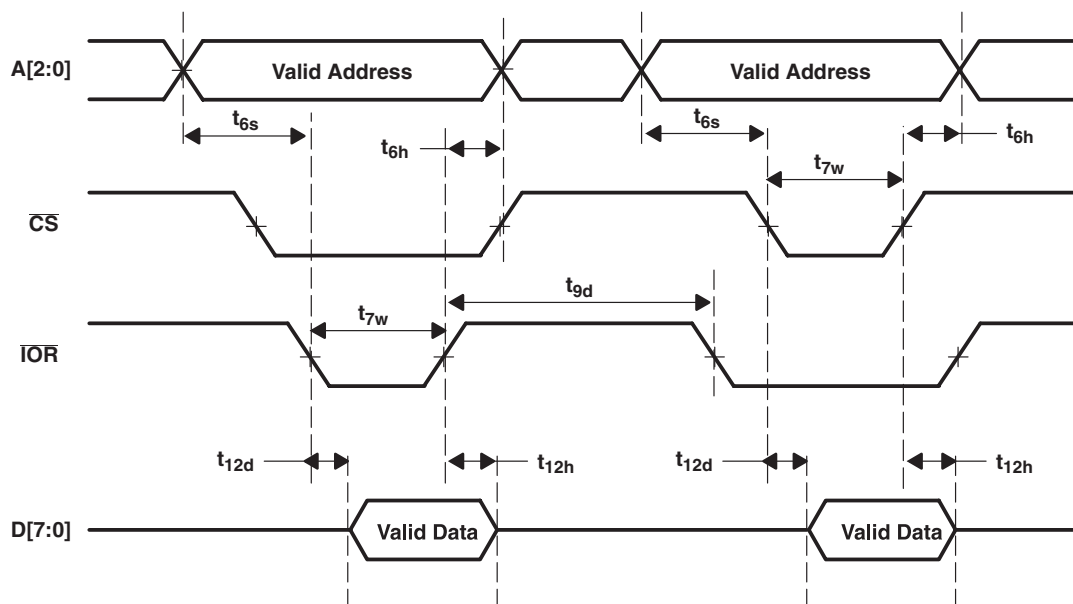 A[2:0]
Valid Address
Valid Address
t6s
t6h
t6s
t6h
t7w
CS
t9d
t7w
IOR
t12d
t12h
t12d
t12h
D[7:0]
Valid Data
Valid Data